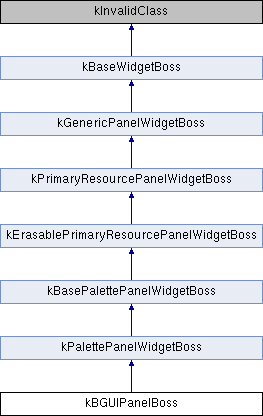 kInvalidClass
kBaseWidgetBoss
kGenericPanelWidgetBoss
kPrimaryResourcePanelWidgetBoss
kErasablePrimaryResourcePanelWidgetBoss
kBasePalettePanelWidgetBoss
kPalettePanelWidgetBoss
kBGUIPanelBoss